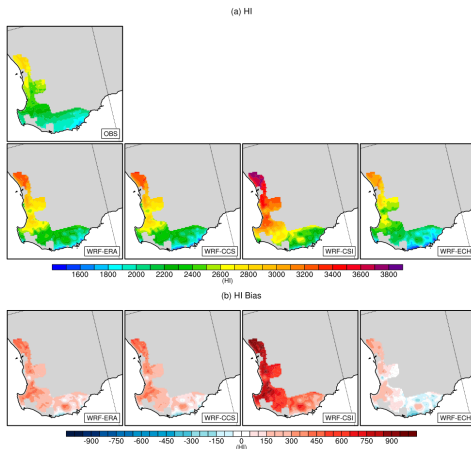 (a) HI
OBS
WRF-ERA WRF-CCS WRF-CSI WRF-ECH
1600 1800 2000 2200 2400 2600 2800 3000 3200 3400 3600 3800
(HI)
(b) HI Bias
WRF-ERA WRF-CCS WRF-CSI WRF-ECH
-900 -750 -600 -450 -300 -150 0 150 300 450 600 750 900
(HI)